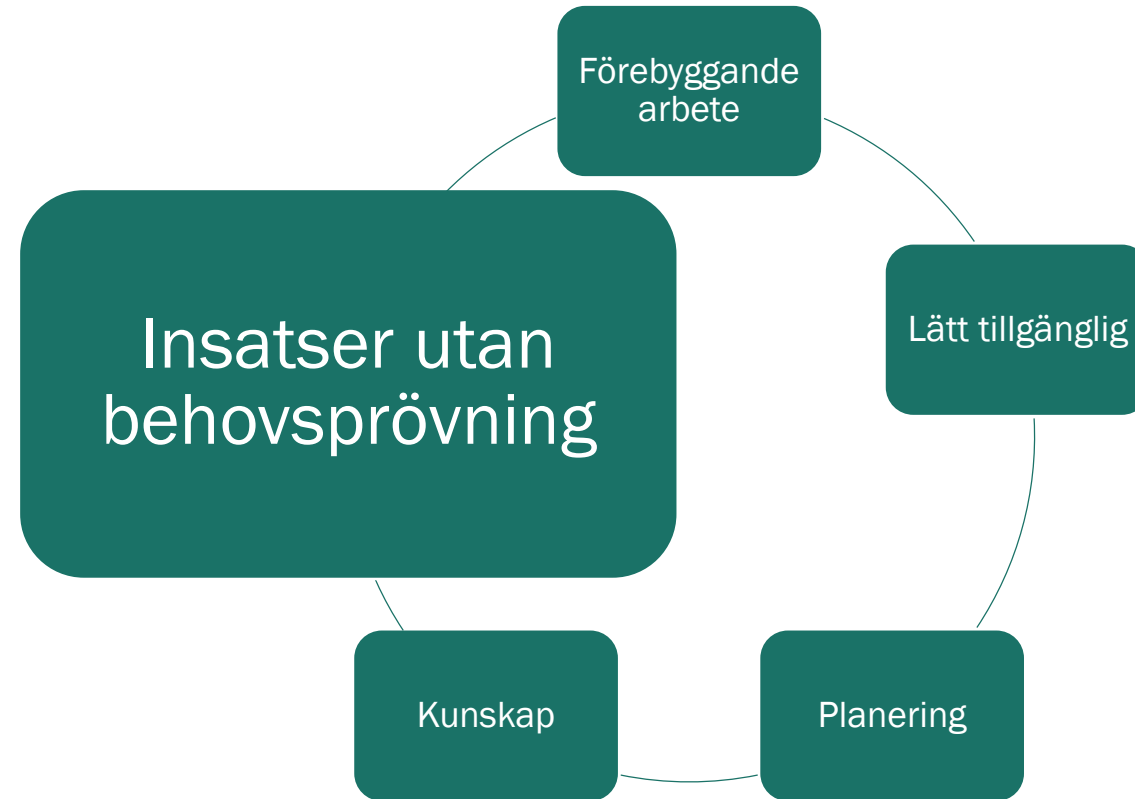 Förebyggande
arbete
Lätt tillgänglig
Insatser utan
behovsprövning
Kunskap
Planering